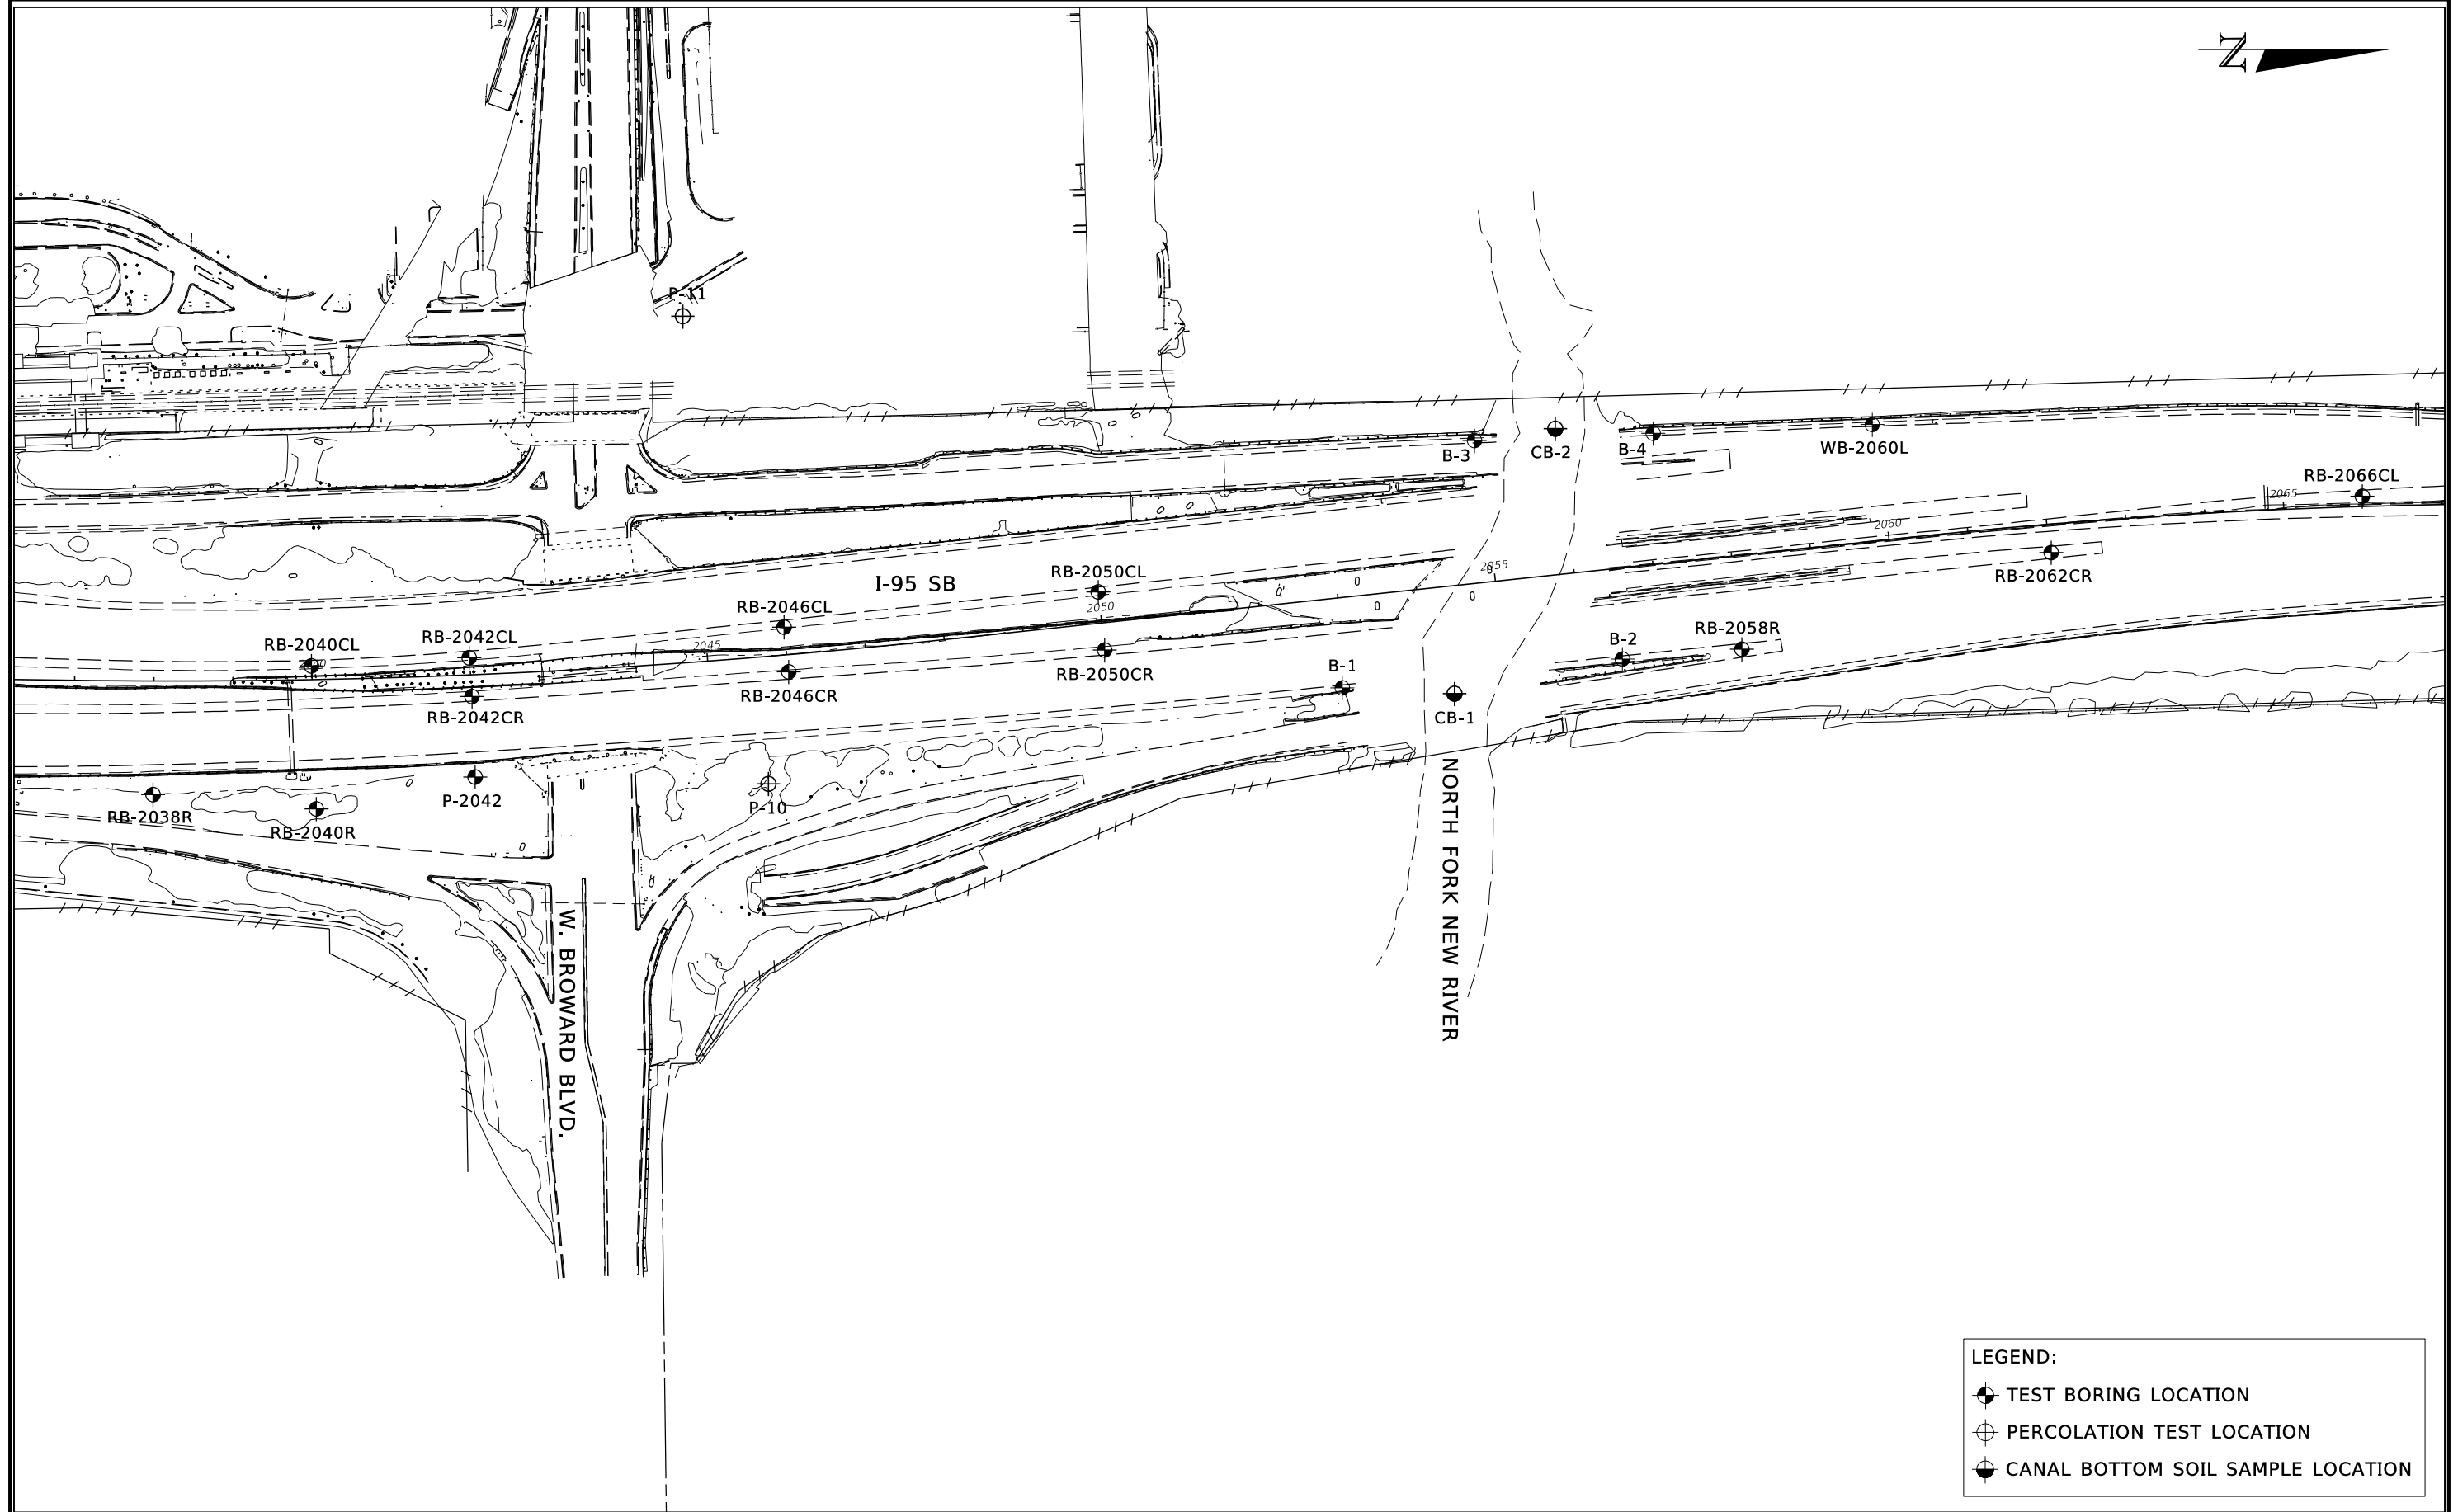 N
P-11
B-3
CB-2
B-4
WB-2060L
RB-2066CL
2065
2060
2055
RB-2062CR
I-95 SB
RB-2050CL
2050
RB-2046CL
RB-2042CL
RB-2040CL
2045
RB-2050CR
RB-2046CR
RB-2042CR
B-1
B-2
RB-2058R
CB-1
P-2042
RB-2038R
RB-2040R
P-10
NORTH FORK NEW RIVER
W. BROWARD BLVD.
LEGEND:
TEST BORING LOCATION
PERCOLATION TEST LOCATION
CANAL BOTTOM SOIL SAMPLE LOCATION